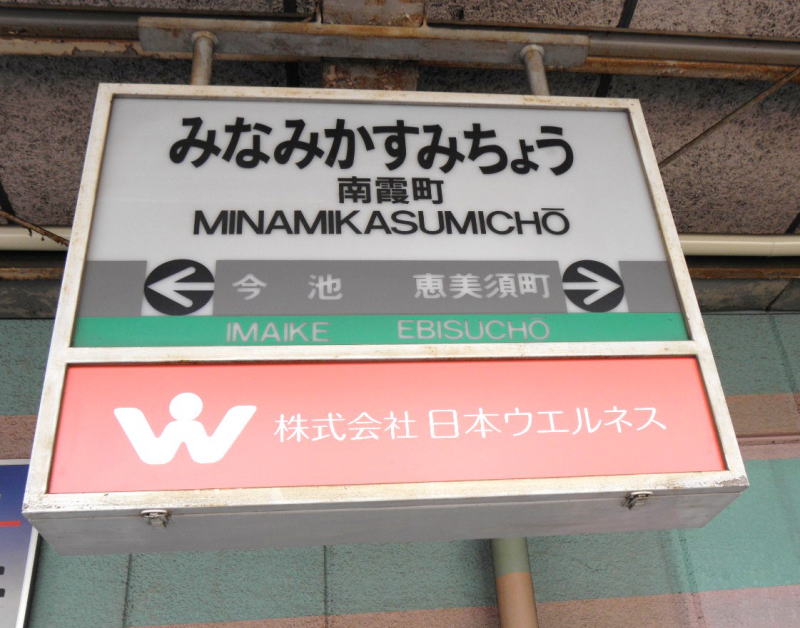 みなみかすみちょう
南霞町
MINAMIKASUMICHŌ
今池 恵美須町
IMAIKE EBISUCHŌ
株式会社 日本ウエルネス